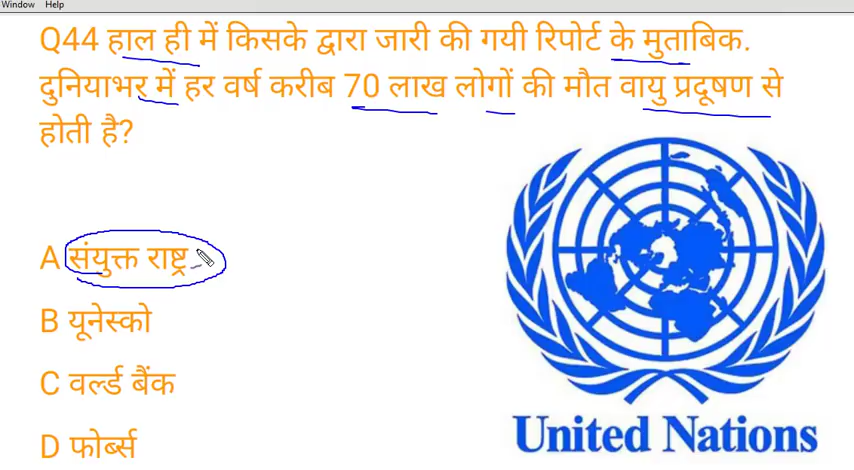 Window Help
Q44 हाल ही में किसके द्वारा जारी की गयी रिपोर्ट के मुताबिक.
दुनियाभर में हर वर्ष करीब 70 लाख लोगों की मौत वायु प्रदूषण से
होती है?
A संयुक्त राष्ट्र
B यूनेस्को
C वर्ल्ड बैंक
D फोर्ब्स
United Nations